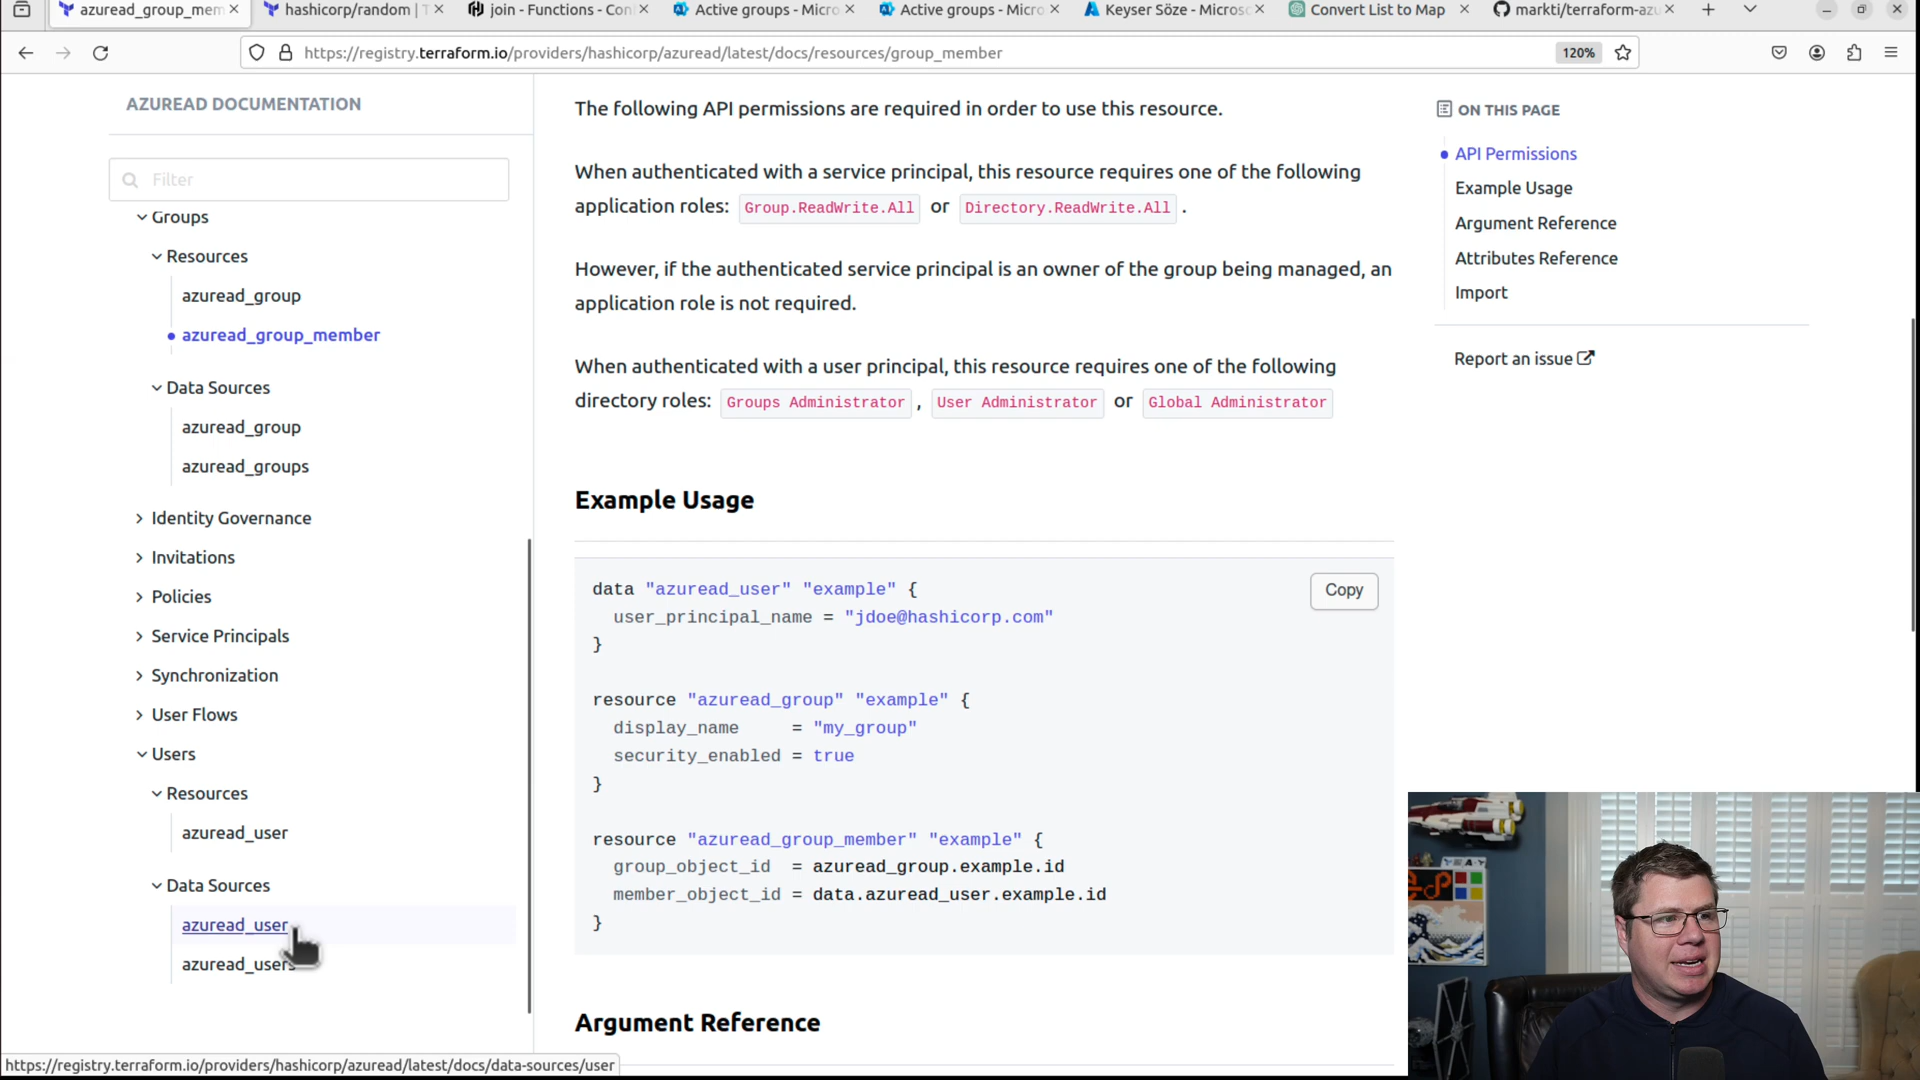 azuread_group_mem
hashicorp/random | T
join - Functions - Con
Active groups - Micro
Active groups - Micro
Keyser Söze - Micros
Convert List to Map
markti/terraform-azu
https://registry.terraform.io/providers/hashicorp/azuread/latest/docs/resources/group_member
120%
AZUREAD DOCUMENTATION
Filter
Groups
Resources
azuread_group
azuread_group_member
Data Sources
azuread_group
azuread_groups
Identity Governance
Invitations
Policies
Service Principals
Synchronization
User Flows
Users
Resources
azuread_user
Data Sources
azuread_user
azuread_users
The following API permissions are required in order to use this resource.
When authenticated with a service principal, this resource requires one of the following
application roles: Group.ReadWrite.All or Directory.ReadWrite.All .
However, if the authenticated service principal is an owner of the group being managed, an
application role is not required.
When authenticated with a user principal, this resource requires one of the following
directory roles: Groups Administrator , User Administrator or Global Administrator
Example Usage
Copy
data "azuread_user" "example" {
user_principal_name = "jdoe@hashicorp.com"
}
resource "azuread_group" "example" {
display_name = "my_group"
security_enabled = true
}
resource "azuread_group_member" "example" {
group_object_id = azuread_group.example.id
member_object_id = data.azuread_user.example.id
}
Argument Reference
ON THIS PAGE
API Permissions
Example Usage
Argument Reference
Attributes Reference
Import
Report an issue
https://registry.terraform.io/providers/hashicorp/azuread/latest/docs/data-sources/user